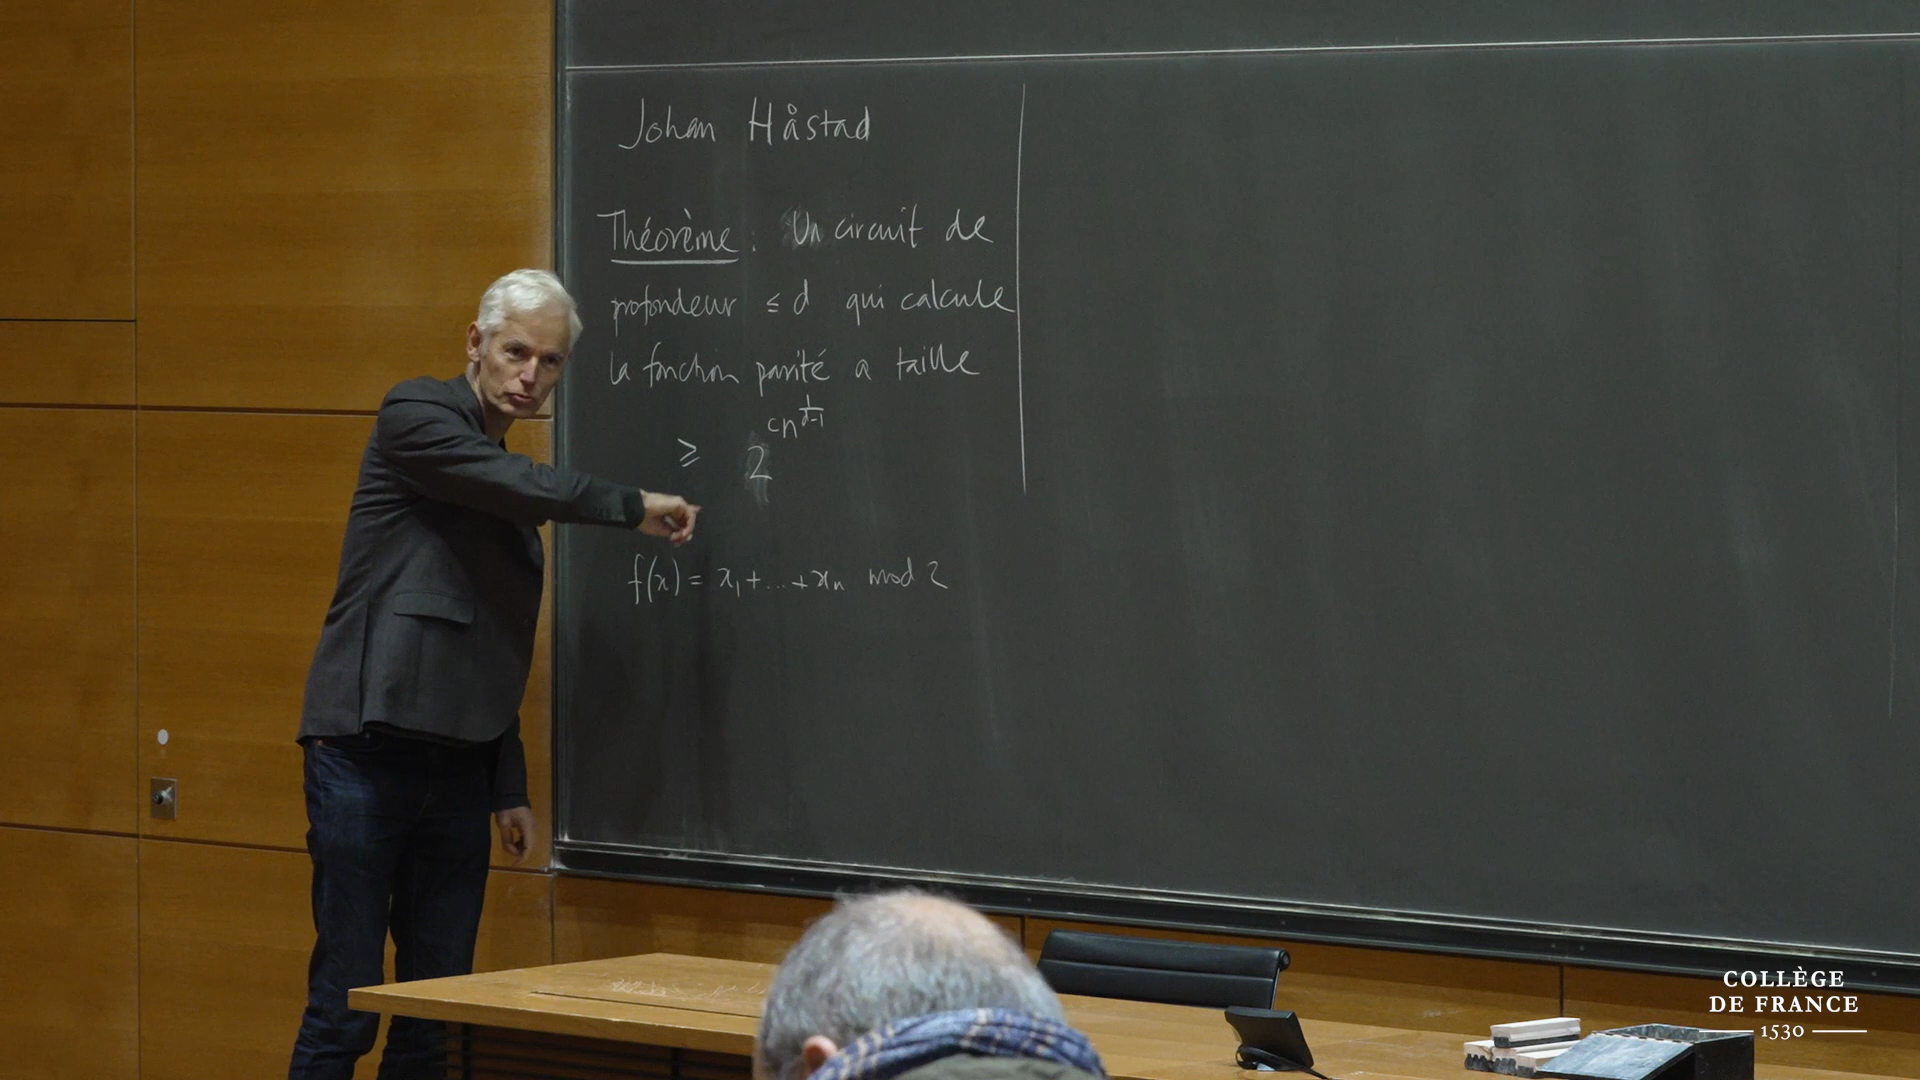 Johan Håstad
Théorème : Un circuit de
profondeur ≤ d qui calcule
la fonction parité a taille
≥ 2^{cn^{\frac{1}{d-1}}}
f(x) = x₁ + ... + xₙ mod 2
COLLÈGE
DE FRANCE
1530